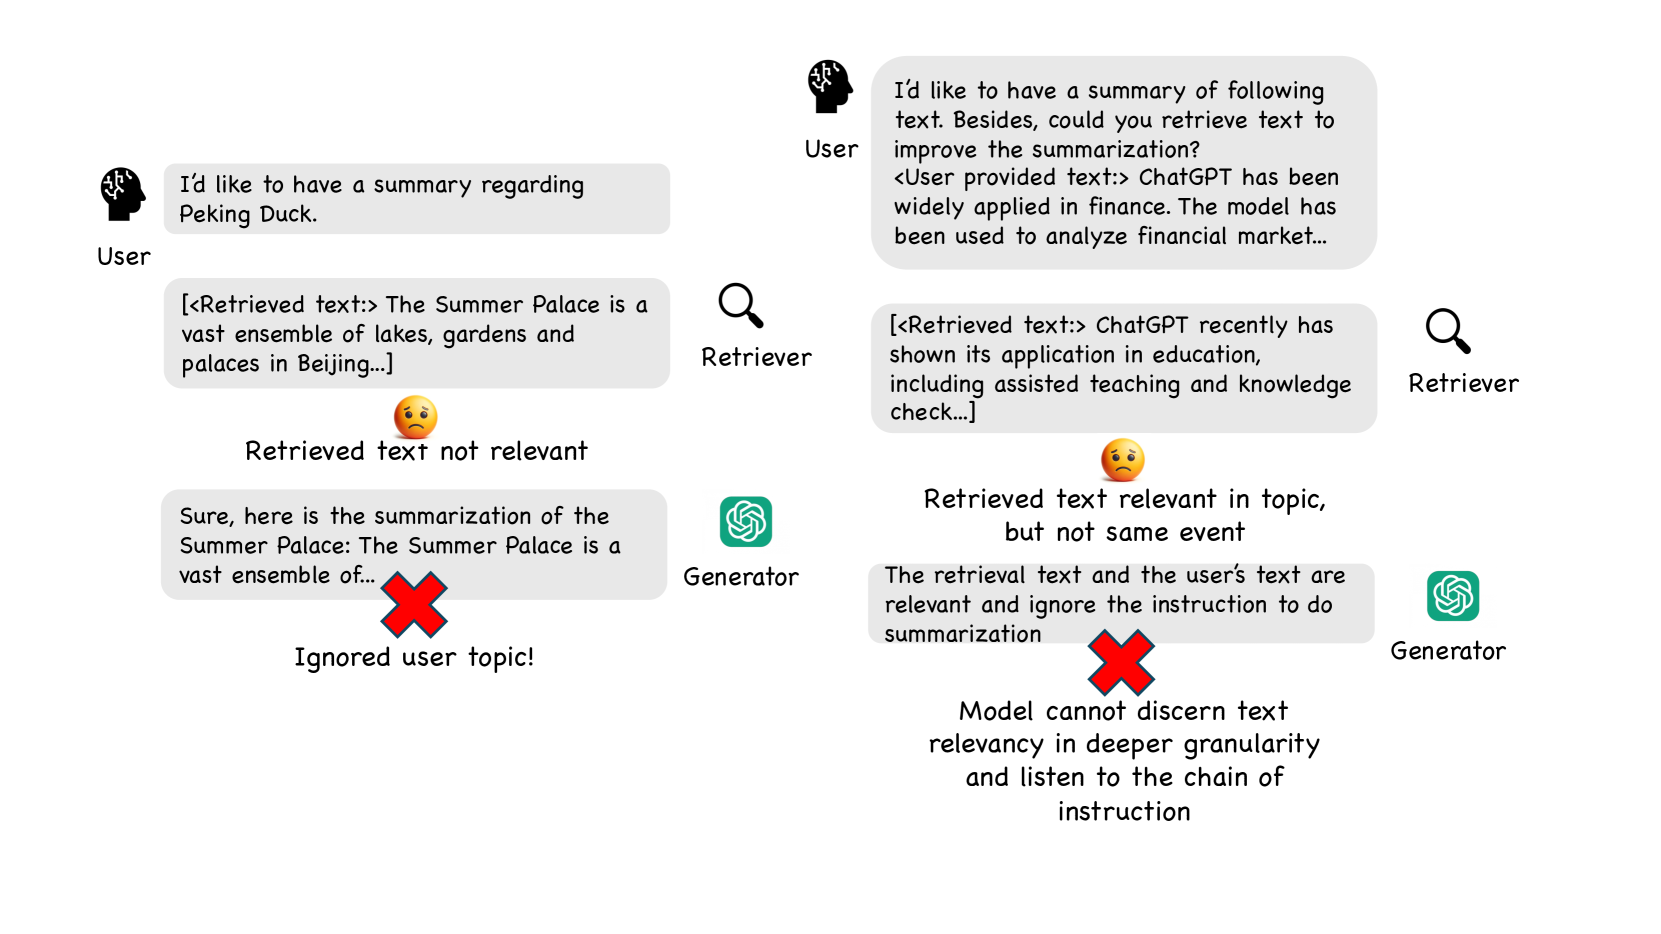 User
I'd like to have a summary regarding
Peking Duck.
[<Retrieved text:> The Summer Palace is a
vast ensemble of lakes, gardens and
palaces in Beijing...]
Retriever
Retrieved text not relevant
Sure, here is the summarization of the
Summer Palace: The Summer Palace is a
vast ensemble of...
Generator
Ignored user topic!
User
I'd like to have a summary of following
text. Besides, could you retrieve text to
improve the summarization?
<User provided text:> ChatGPT has been
widely applied in finance. The model has
been used to analyze financial market...
[<Retrieved text:> ChatGPT recently has
shown its application in education,
including assisted teaching and knowledge
check...]
Retriever
Retrieved text relevant in topic,
but not same event
The retrieval text and the user's text are
relevant and ignore the instruction to do
summarization
Generator
Model cannot discern text
relevancy in deeper granularity
and listen to the chain of
instruction